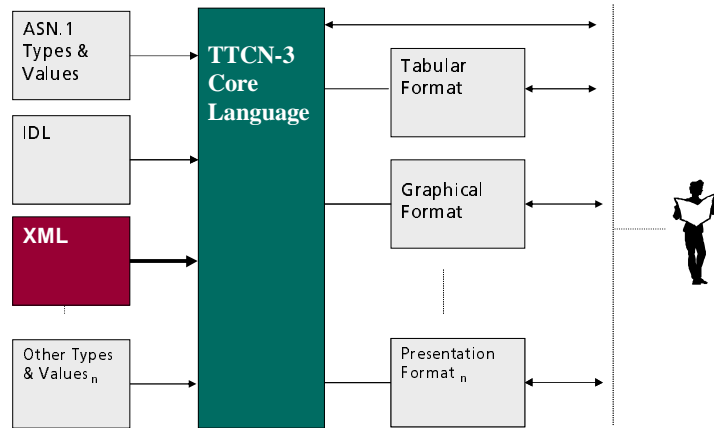 ASN.1
Types &
Values
TTCN-3
Core
Language
Tabular
Format
IDL
Graphical
Format
XML
Other Types
& Values n
Presentation
Format n